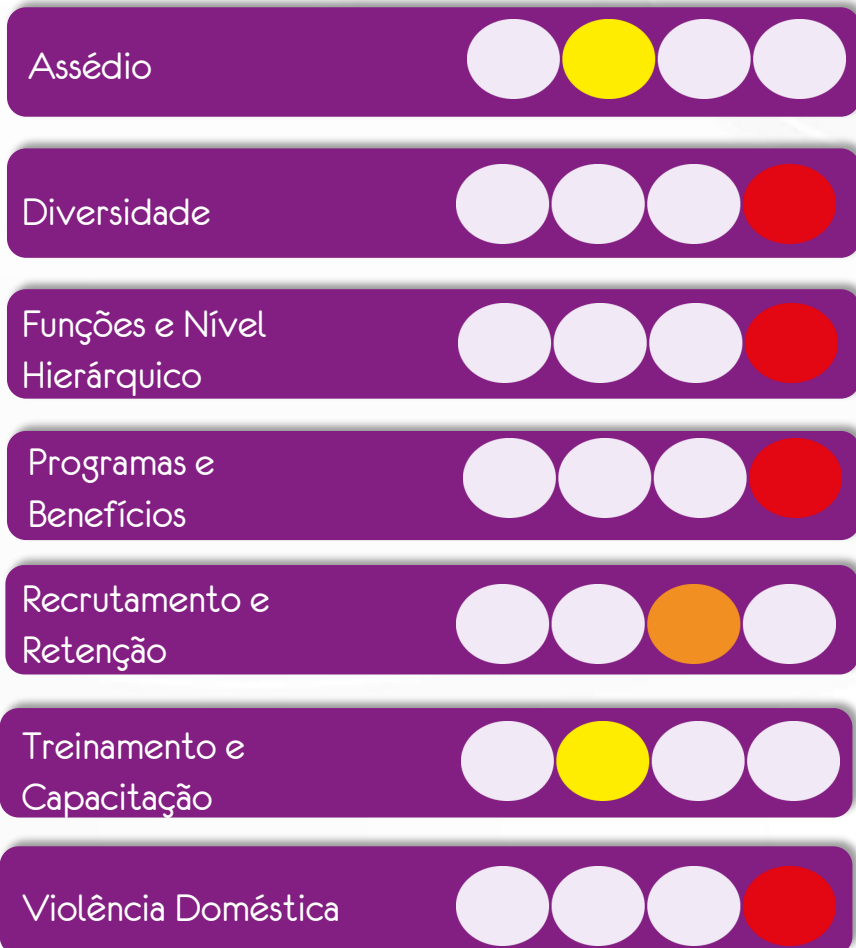 Assédio
Diversidade
Funções e Nível
Hierárquico
Programas e
Benefícios
Recrutamento e
Retenção
Treinamento e
Capacitação
Violência Doméstica